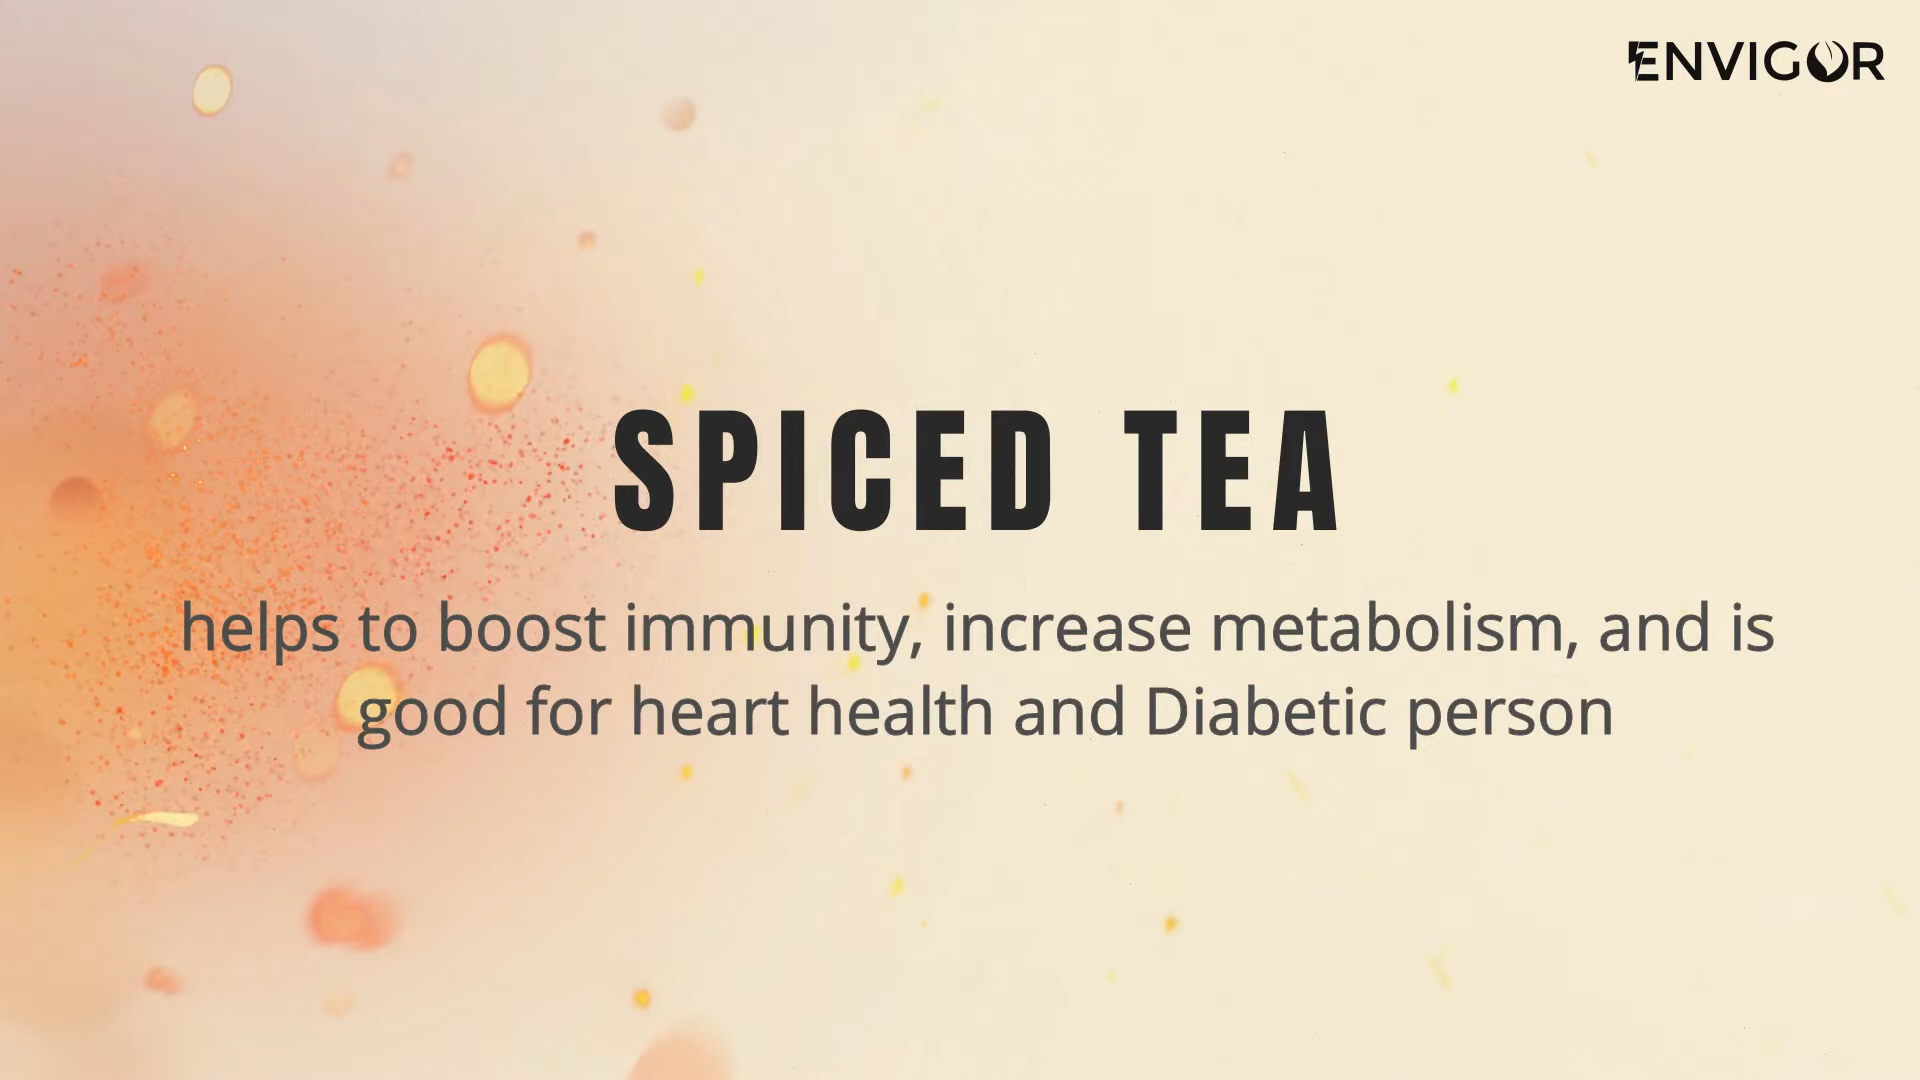 ENVIGOR
SPICED TEA
helps to boost immunity, increase metabolism, and is
good for heart health and Diabetic person